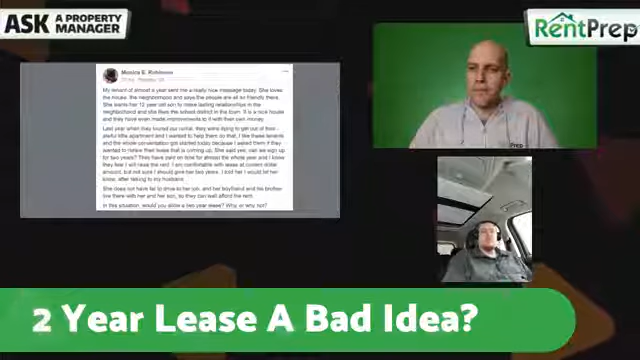 ASK A PROPERTY MANAGER
RentPrep
Monica E. Robinson
My tenant of almost a year sent me a really nice message today. She loves
the house, the neighborhood and says the people are all so friendly there.
She wants her 12 year old son to make lasting relationships in the
neighborhood and she likes the school district in the town. It is a nice house
and they have even made improvements to it with their own money.
Last year when they toured our rental, they were trying to get out of their
awful little apartment and I wanted to help them do that. I like these tenants
and the whole conversation got started today because I asked them if they
wanted to renew their lease that is coming up. She said yes, can we sign up
for two years? They have paid on time for almost the whole year and I know
they fear I will raise the rent. I am comfortable with lease at current dollar
amount, but not sure I should give her two years. I told her I would let her
know, after talking to my husband.
She does not have far to drive to her job, and her boyfriend and his brother
live there with her and her son, so they can well afford the rent.
In this situation, would you allow a two year lease? Why or why not?
Prep
2 Year Lease A Bad Idea?